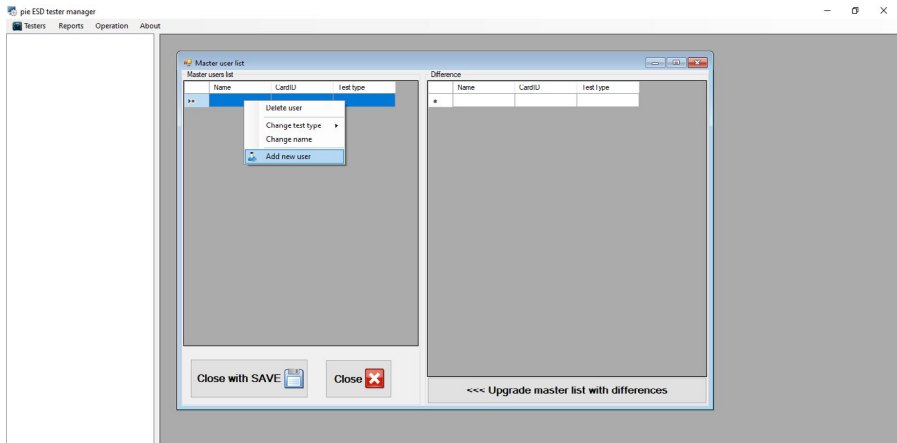 pie ESD tester manager
Testers Reports Operation About
Master user list
Master users list
Name CardID Test type
Delete user
Change test type
Change name
Add new user
Difference
Name CardID Test Type
Close with SAVE
Close
<<< Upgrade master list with differences